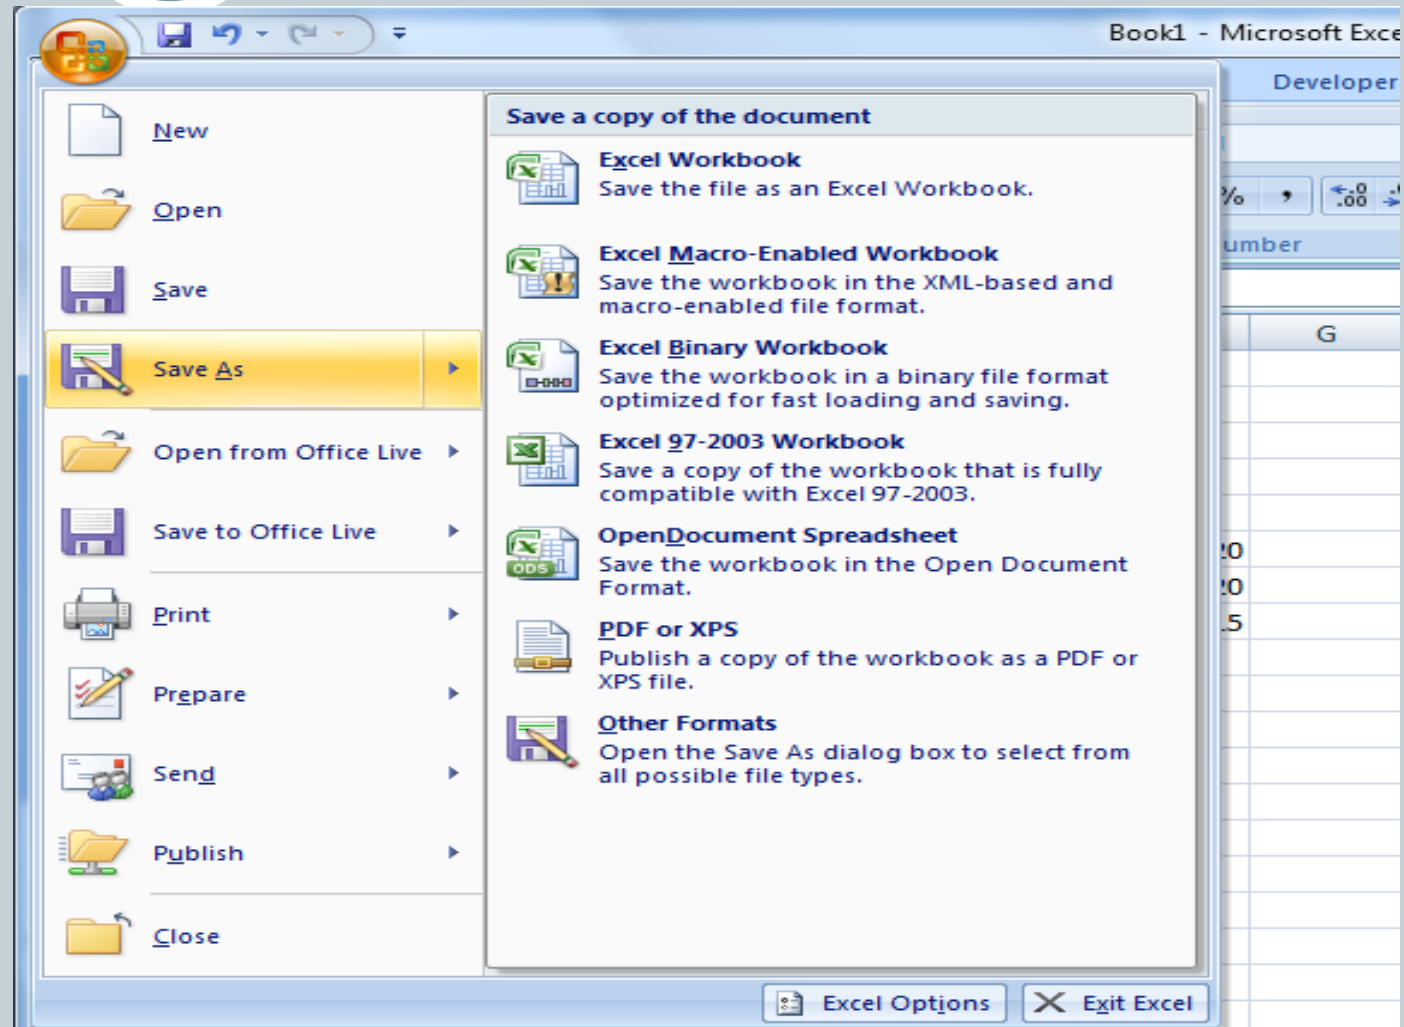 Book1 - Microsoft Exce
Developer
New
Open
Save
Save As
Open from Office Live
Save to Office Live
Print
Prepare
Send
Publish
Close
Save a copy of the document
Excel Workbook
Save the file as an Excel Workbook.
Excel Macro-Enabled Workbook
Save the workbook in the XML-based and
macro-enabled file format.
Excel Binary Workbook
Save the workbook in a binary file format
optimized for fast loading and saving.
Excel 97-2003 Workbook
Save a copy of the workbook that is fully
compatible with Excel 97-2003.
OpenDocument Spreadsheet
ODS
Save the workbook in the Open Document
Format.
PDF or XPS
Publish a copy of the workbook as a PDF or
XPS file.
Other Formats
Open the Save As dialog box to select from
all possible file types.
% , .00
umber
G
Excel Options
Exit Excel